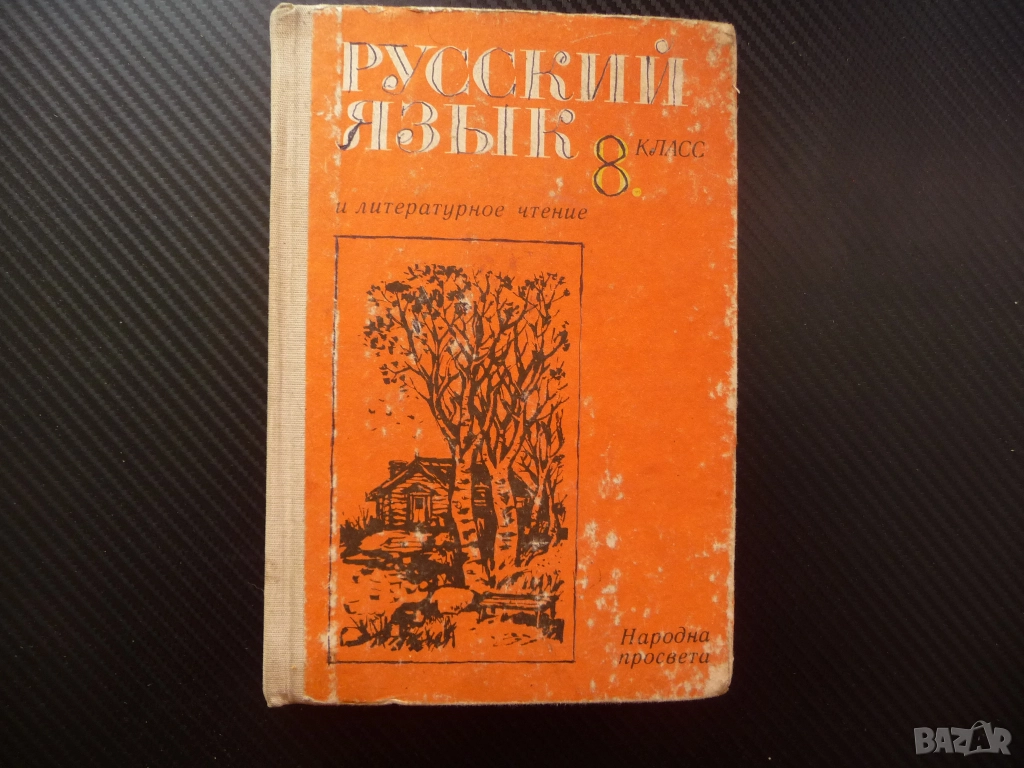 РУССКИЙ
ЯЗЫК
8. КЛАСС
и литературное чтение
Народна
просвета
BAZAR